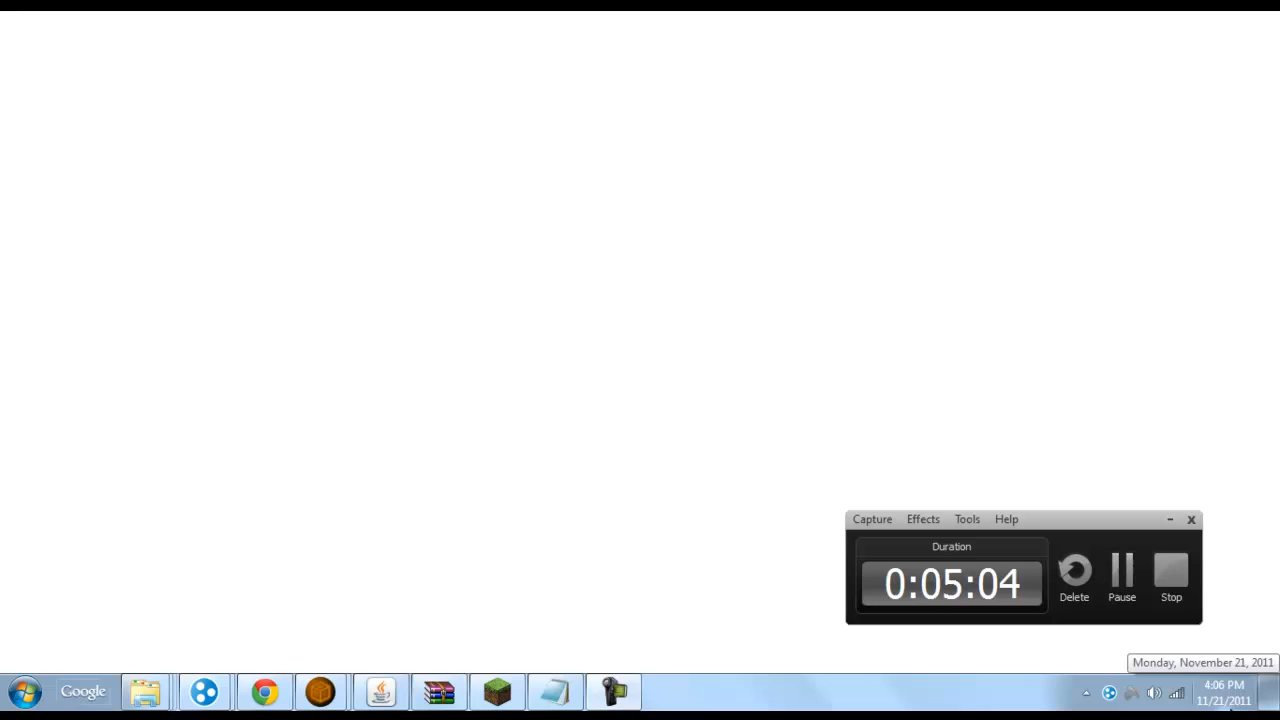 Capture Effects Tools Help
Duration
0:05:04
Delete Pause Stop
Monday, November 21, 2011
Google
4:06 PM
11/21/2011